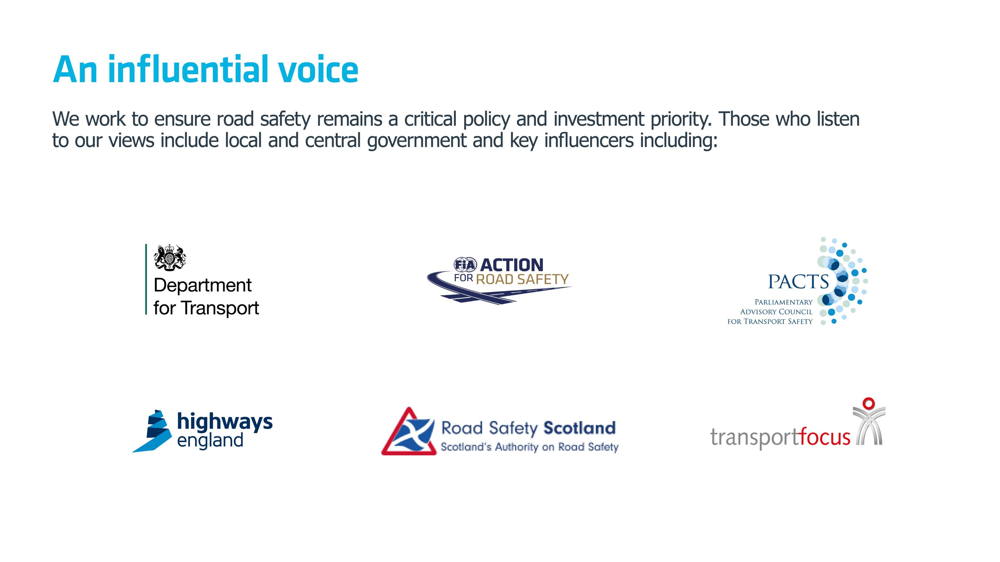 An influential voice
We work to ensure road safety remains a critical policy and investment priority. Those who listen
to our views include local and central government and key influencers including:
Department
for Transport
FiA ACTION
FOR ROAD SAFETY
PACTS
PARLIAMENTARY
ADVISORY COUNCIL
FOR TRANSPORT SAFETY
highways
england
Road Safety Scotland
Scotland's Authority on Road Safety
transportfocus